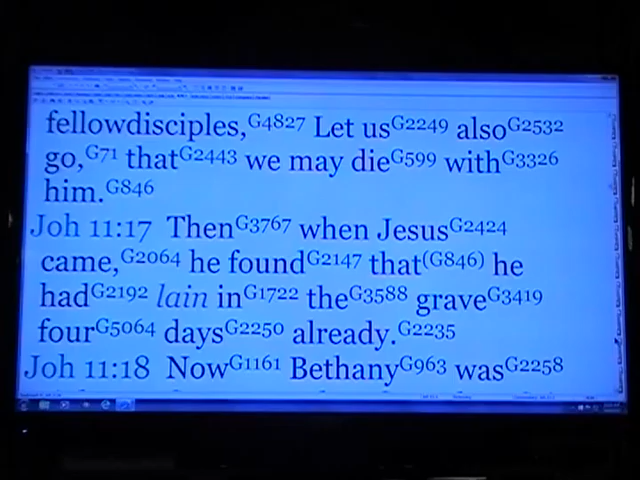 fellowdisciples,G4827 Let usG2249 alsoG2532
go,G71 thatG2443 we may dieG599 withG3326
him.G846
Joh 11:17 ThenG3767 when JesusG2424
came,G2064 he foundG2147 that(G846) he
hadG2192 lain inG1722 theG3588 graveG3419
fourG5064 daysG2250 already.G2235
Joh 11:18 NowG1161 BethanyG963 wasG2258